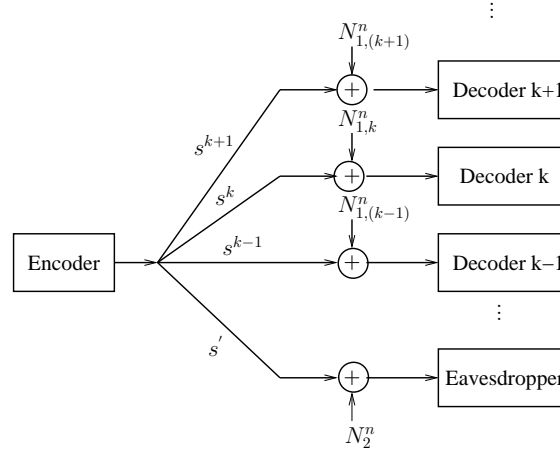 ⋮
N^n_{1,(k+1)}
+
Decoder k+1
s^{k+1}
N^n_{1,k}
+
Decoder k
s^k
N^n_{1,(k−1)}
s^{k−1}
Encoder
+
Decoder k−1
⋮
s^'
+
Eavesdropper
N^n_2